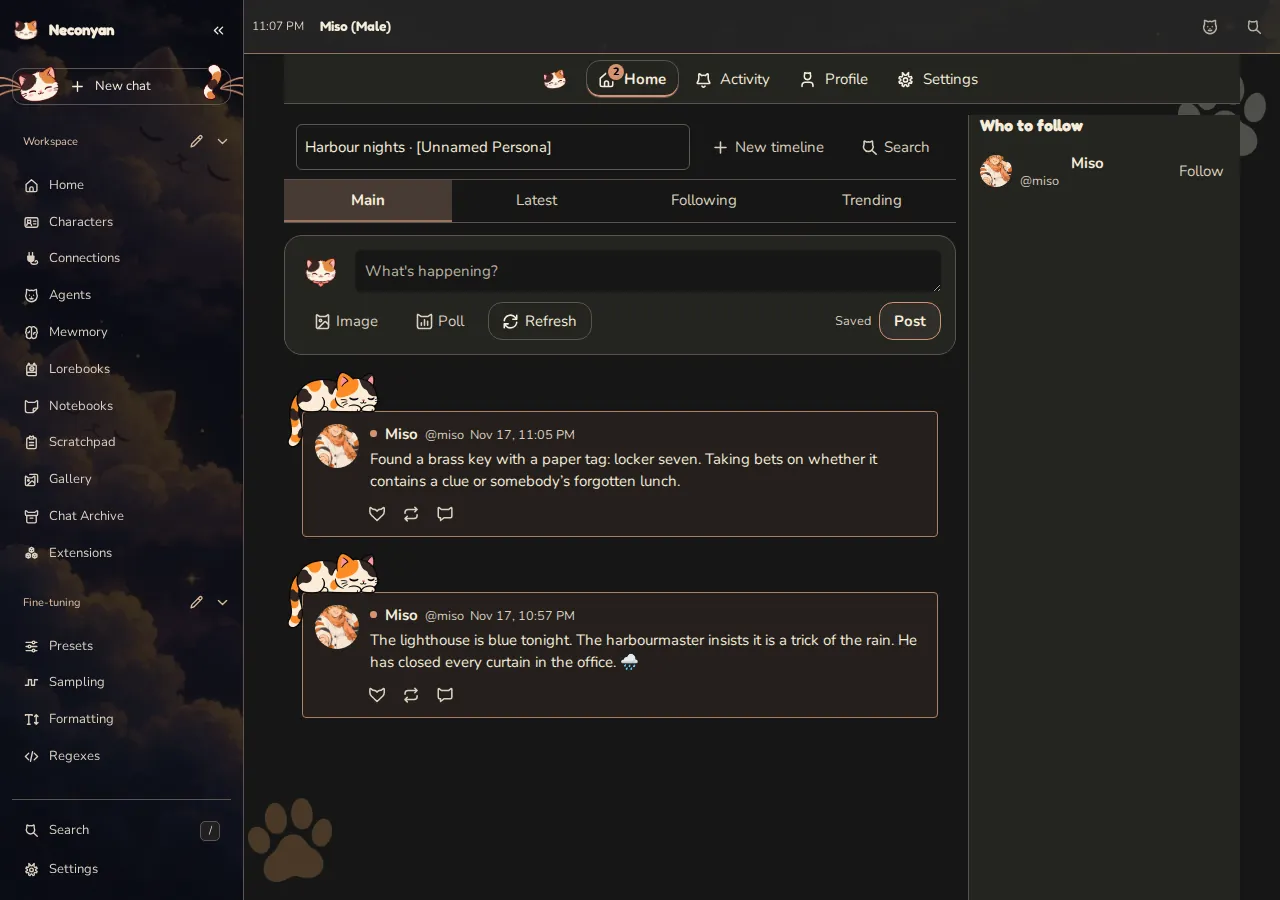 Neconyan
«
11:07 PM Miso (Male)
New chat
Workspace
Home
Characters
Connections
Agents
Mewmory
Lorebooks
Notebooks
Scratchpad
Gallery
Chat Archive
Extensions
Fine-tuning
Presets
Sampling
Formatting
Regexes
Search /
Settings
2 Home Activity Profile Settings
Harbour nights · [Unnamed Persona] New timeline Search
Main Latest Following Trending
What's happening?
Image Poll Refresh Saved Post
Miso @miso Nov 17, 11:05 PM
Found a brass key with a paper tag: locker seven. Taking bets on whether it
contains a clue or somebody’s forgotten lunch.
Miso @miso Nov 17, 10:57 PM
The lighthouse is blue tonight. The harbourmaster insists it is a trick of the rain. He
has closed every curtain in the office. 🌧️
Who to follow
Miso
@miso
Follow